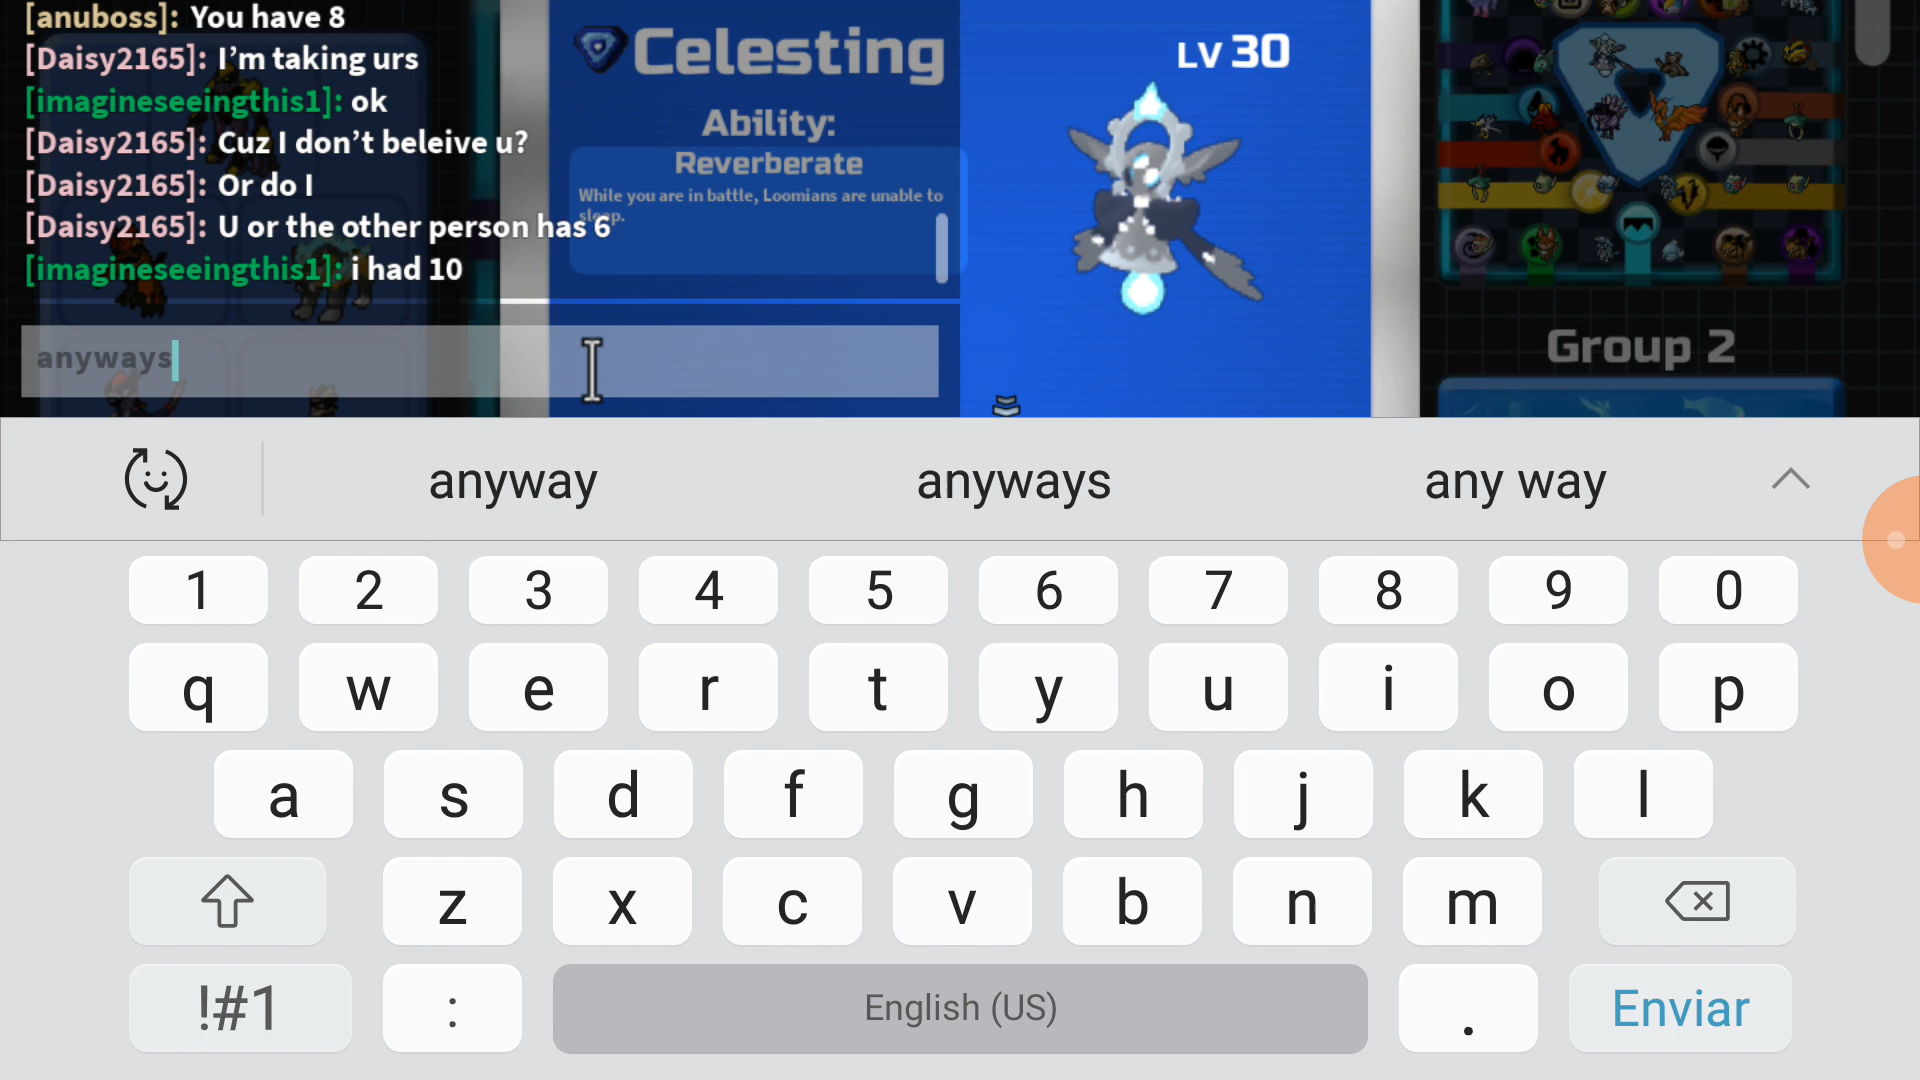 [anuboss]: You have 8
[Daisy2165]: I'm taking urs
[imagineseeingthis1]: ok
[Daisy2165]: Cuz I don't beleive u?
[Daisy2165]: Or do I
[Daisy2165]: U or the other person has 6
[imagineseeingthis1]: i had 10
anyways
Celesting
LV 30
Ability:
Reverberate
While you are in battle, Loomians are unable to
sleep.
Group 2
anyway anyways any way
1 2 3 4 5 6 7 8 9 0
q w e r t y u i o p
a s d f g h j k l
z x c v b n m
!#1 : English (US) . Enviar